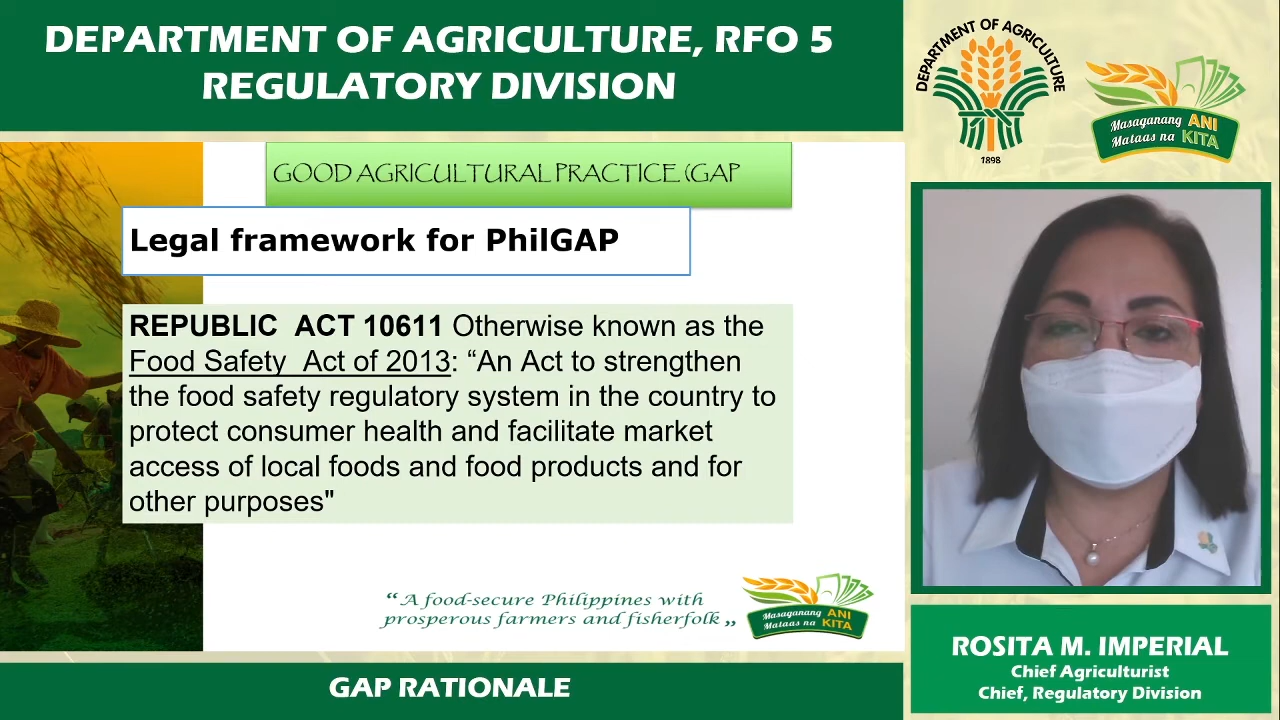 DEPARTMENT OF AGRICULTURE, RFO 5
REGULATORY DIVISION
GOOD AGRICULTURAL PRACTICE (GAP
Legal framework for PhilGAP
REPUBLIC ACT 10611 Otherwise known as the
Food Safety Act of 2013: “An Act to strengthen
the food safety regulatory system in the country to
protect consumer health and facilitate market
access of local foods and food products and for
other purposes"
“ A food-secure Philippines with
prosperous farmers and fisherfolk „
Masaganang ANI
Mataas na KITA
GAP RATIONALE
DEPARTMENT OF AGRICULTURE
1898
Masaganang ANI
Mataas na KITA
ROSITA M. IMPERIAL
Chief Agriculturist
Chief, Regulatory Division